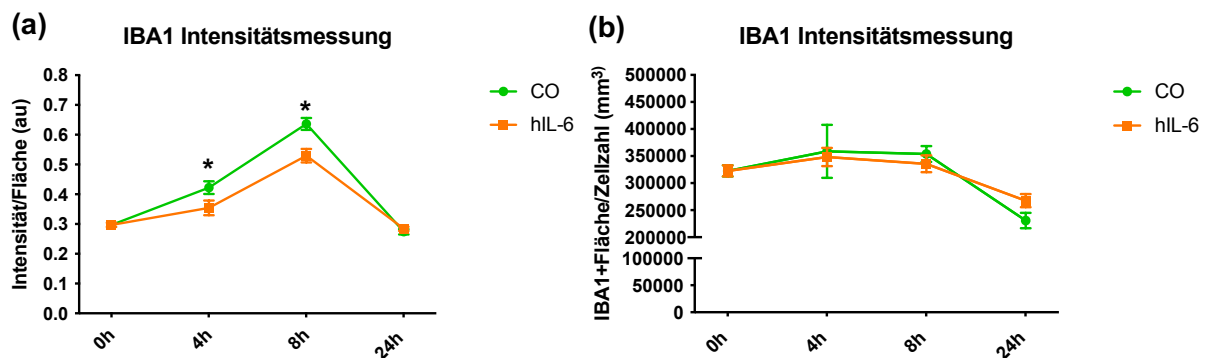 (a)
IBA1 Intensitätsmessung
Intensität/Fläche (au)
0.8
0.7
0.6
0.5
0.4
0.3
0.2
0.1
0.0
*
*
0h
4h
8h
24h
CO
hIL-6
(b)
IBA1 Intensitätsmessung
IBA1+Fläche/Zellzahl (mm³)
500000
450000
400000
350000
300000
250000
200000
100000
50000
0
0h
4h
8h
24h
CO
hIL-6